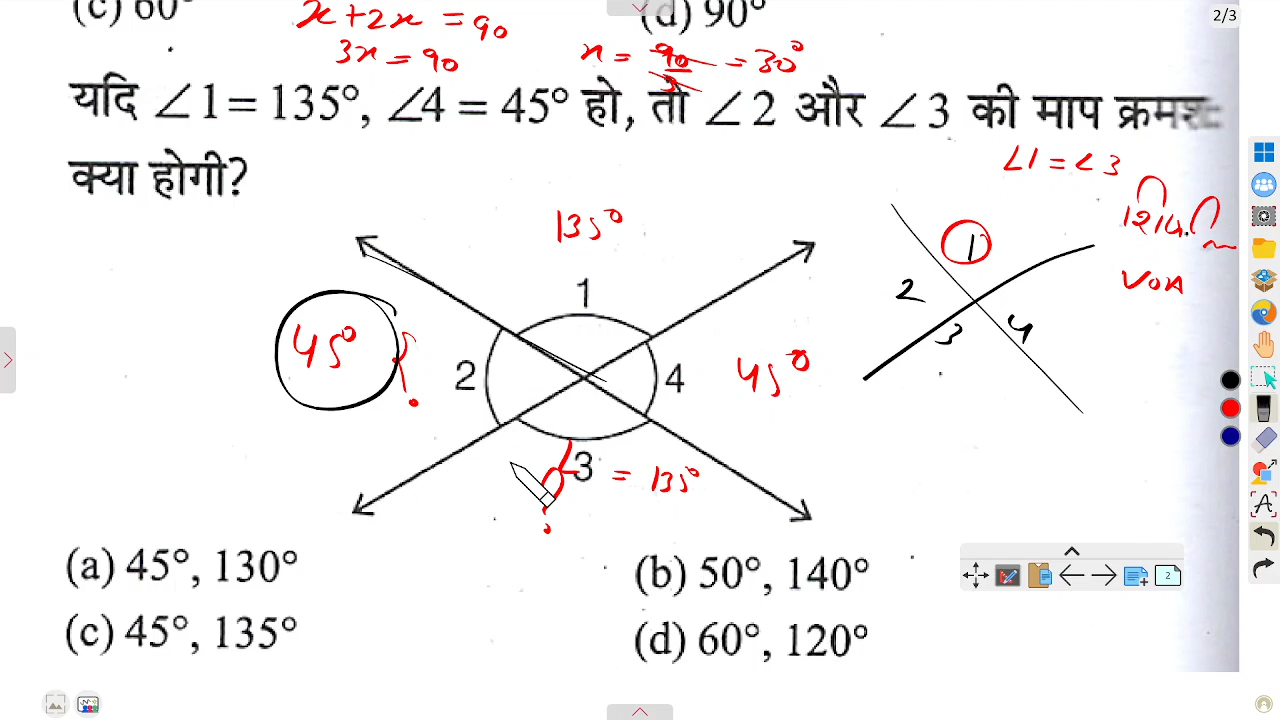 (c) 60°
(d) 90°
x+2x = 90
3x = 90
x = 90/3 = 30°
2/3
यदि ∠1 = 135°, ∠4 = 45° हो, तो ∠2 और ∠3 की माप क्रमशः
क्या होगी?
∠1 = ∠3
135°
1
1
2
VOA
45° ?
2
4
45°
3
4
?
3 = 135°
(a) 45°, 130°
(b) 50°, 140°
(c) 45°, 135°
(d) 60°, 120°
2